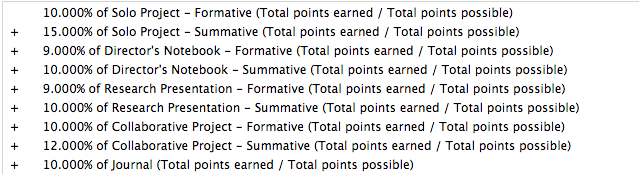 10.000% of Solo Project – Formative (Total points earned / Total points possible)
+ 15.000% of Solo Project – Summative (Total points earned / Total points possible)
+ 9.000% of Director's Notebook – Formative (Total points earned / Total points possible)
+ 10.000% of Director's Notebook – Summative (Total points earned / Total points possible)
+ 9.000% of Research Presentation – Formative (Total points earned / Total points possible)
+ 10.000% of Research Presentation – Summative (Total points earned / Total points possible)
+ 10.000% of Collaborative Project – Formative (Total points earned / Total points possible)
+ 12.000% of Collaborative Project – Summative (Total points earned / Total points possible)
+ 10.000% of Journal (Total points earned / Total points possible)